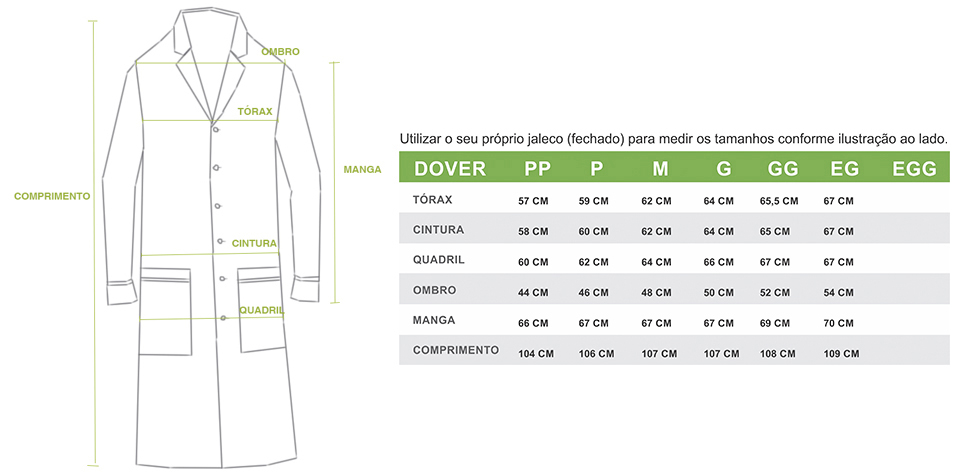 OMBRO
TÓRAX
MANGA
COMPRIMENTO
CINTURA
QUADRIL
Utilizar o seu próprio jaleco (fechado) para medir os tamanhos conforme ilustração ao lado.
DOVER PP P M G GG EG EGG
TÓRAX 57 CM 59 CM 62 CM 64 CM 65,5 CM 67 CM
CINTURA 58 CM 60 CM 62 CM 64 CM 65 CM 67 CM
QUADRIL 60 CM 62 CM 64 CM 66 CM 67 CM 67 CM
OMBRO 44 CM 46 CM 48 CM 50 CM 52 CM 54 CM
MANGA 66 CM 67 CM 67 CM 67 CM 69 CM 70 CM
COMPRIMENTO 104 CM 106 CM 107 CM 107 CM 108 CM 109 CM